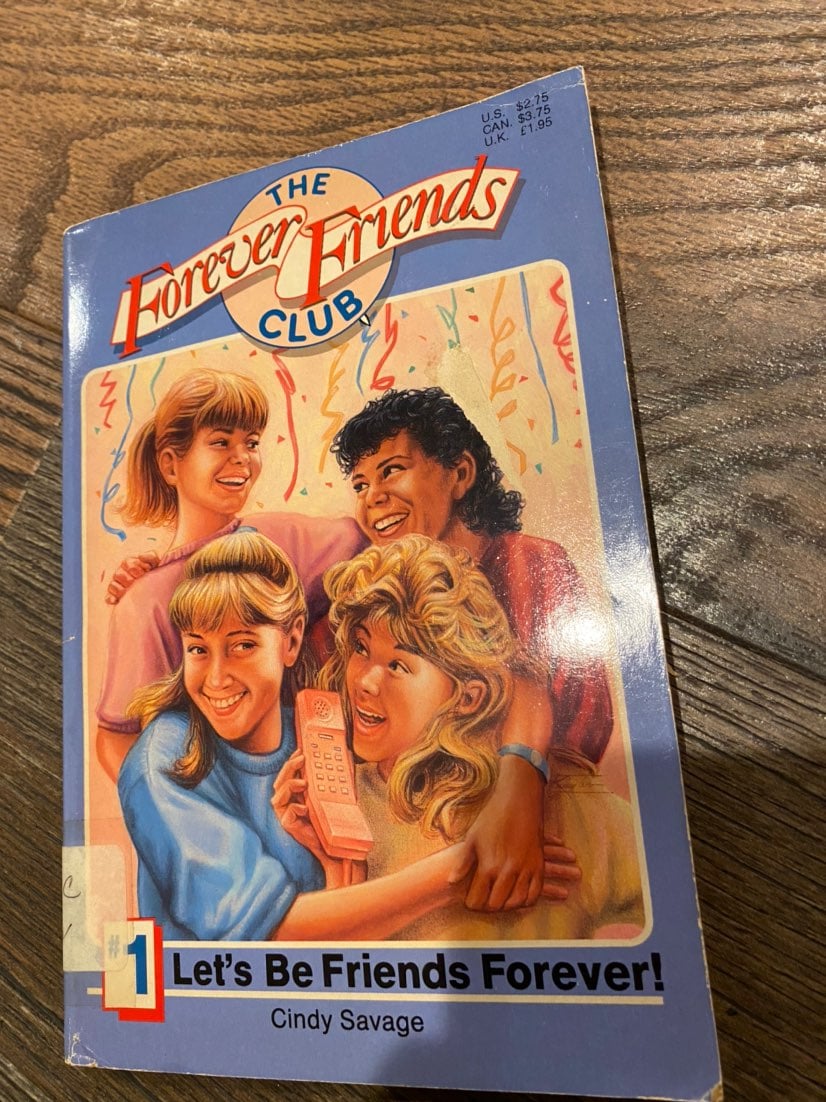 U.S. $2.75
CAN. $3.75
U.K. £1.95
THE
Forever Friends
CLUB
#1 Let's Be Friends Forever!
Cindy Savage